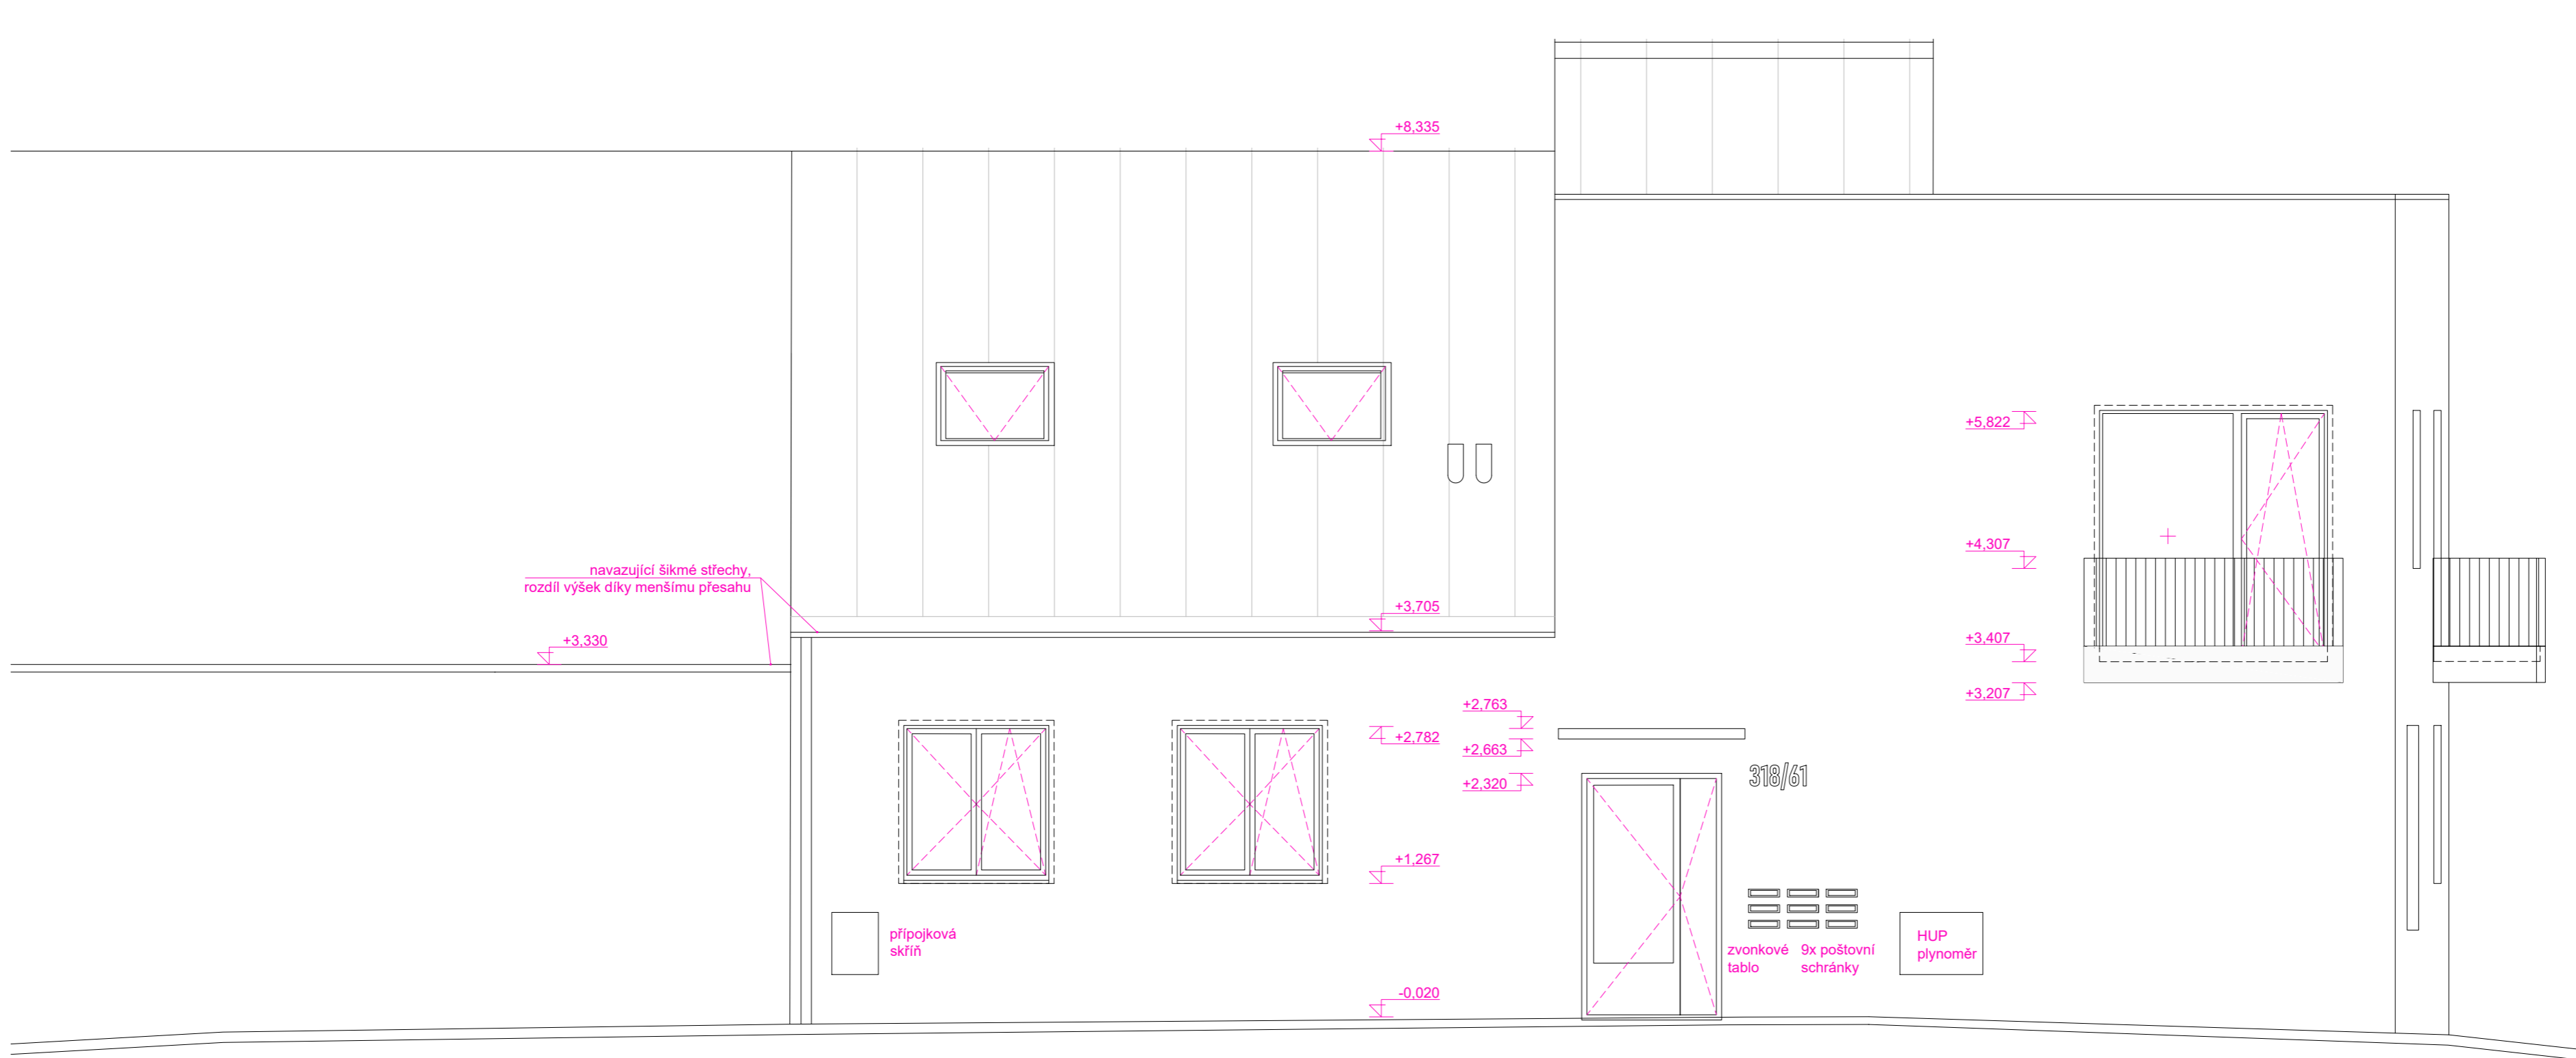 +8,335
+5,822
+4,307
navazující šikmé střechy,
rozdíl výšek díky menšímu přesahu
+3,705
+3,330
+3,407
+3,207
+2,763
+2,782
+2,663
+2,320
318/61
+1,267
přípojková
skříň
zvonkové
tablo
9x poštovní
schránky
HUP
plynoměr
-0,020